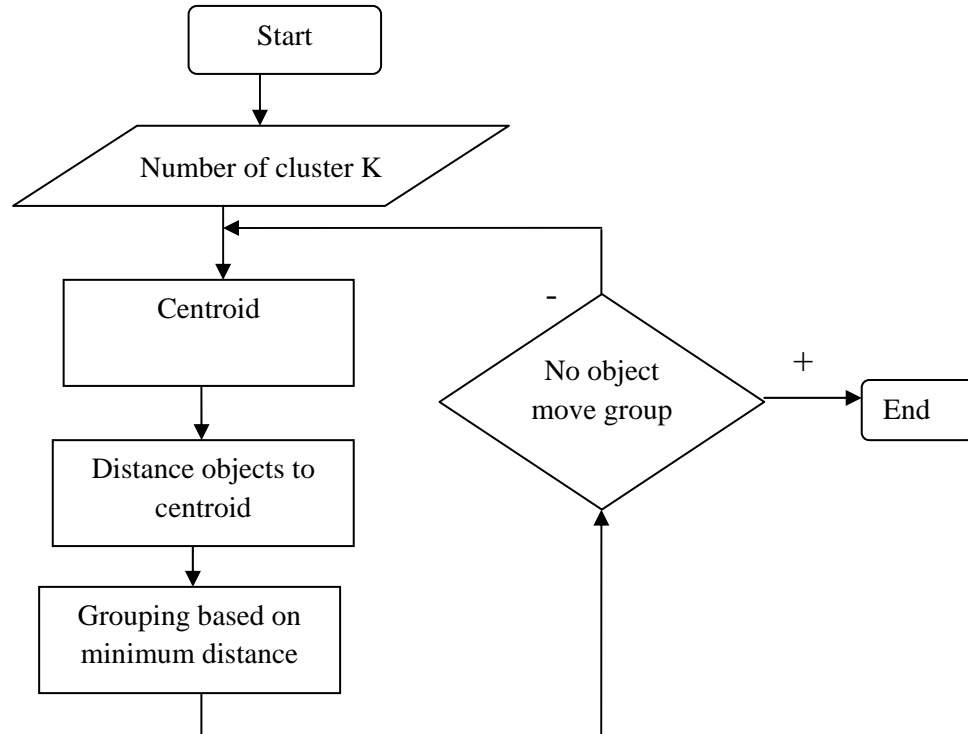 Start
Number of cluster K
Centroid
Distance objects to
centroid
Grouping based on
minimum distance
-
No object
move group
+
End